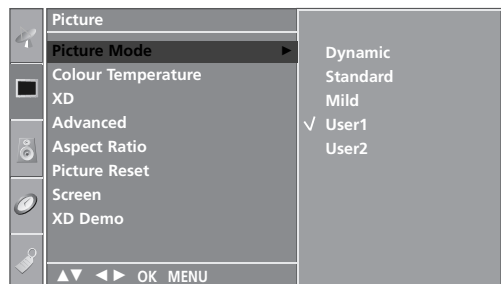 Picture
Picture Mode ►
Colour Temperature
XD
Advanced
Aspect Ratio
Picture Reset
Screen
XD Demo
▲▼ ◄► OK MENU
Dynamic
Standard
Mild
√ User1
User2